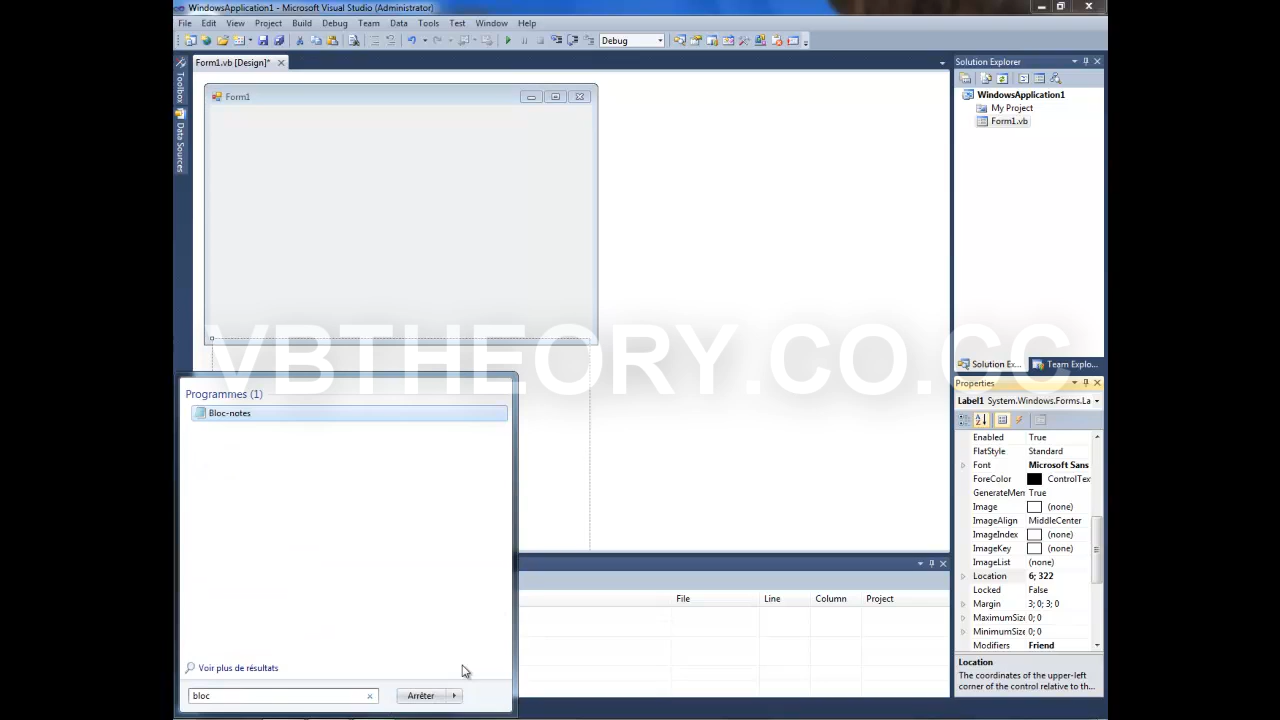 WindowsApplication1 - Microsoft Visual Studio (Administrator)
File Edit View Project Build Debug Team Data Tools Test Window Help
Debug
Form1.vb [Design]*
Toolbox
Data Sources
Form1
Solution Explorer
WindowsApplication1
My Project
Form1.vb
VBTHEORY.CO.CC
Solution Ex...
Team Explo...
Properties
Label1 System.Windows.Forms.La
Enabled True
FlatStyle Standard
Font Microsoft Sans
ForeColor ControlTex
GenerateMem True
Image (none)
ImageAlign MiddleCenter
ImageIndex (none)
ImageKey (none)
ImageList (none)
Location 6; 322
Locked False
Margin 3; 0; 3; 0
MaximumSize 0; 0
MinimumSize 0; 0
Modifiers Friend
Location
The coordinates of the upper-left
corner of the control relative to th...
Programmes (1)
Bloc-notes
Voir plus de résultats
bloc
Arrêter
File Line Column Project